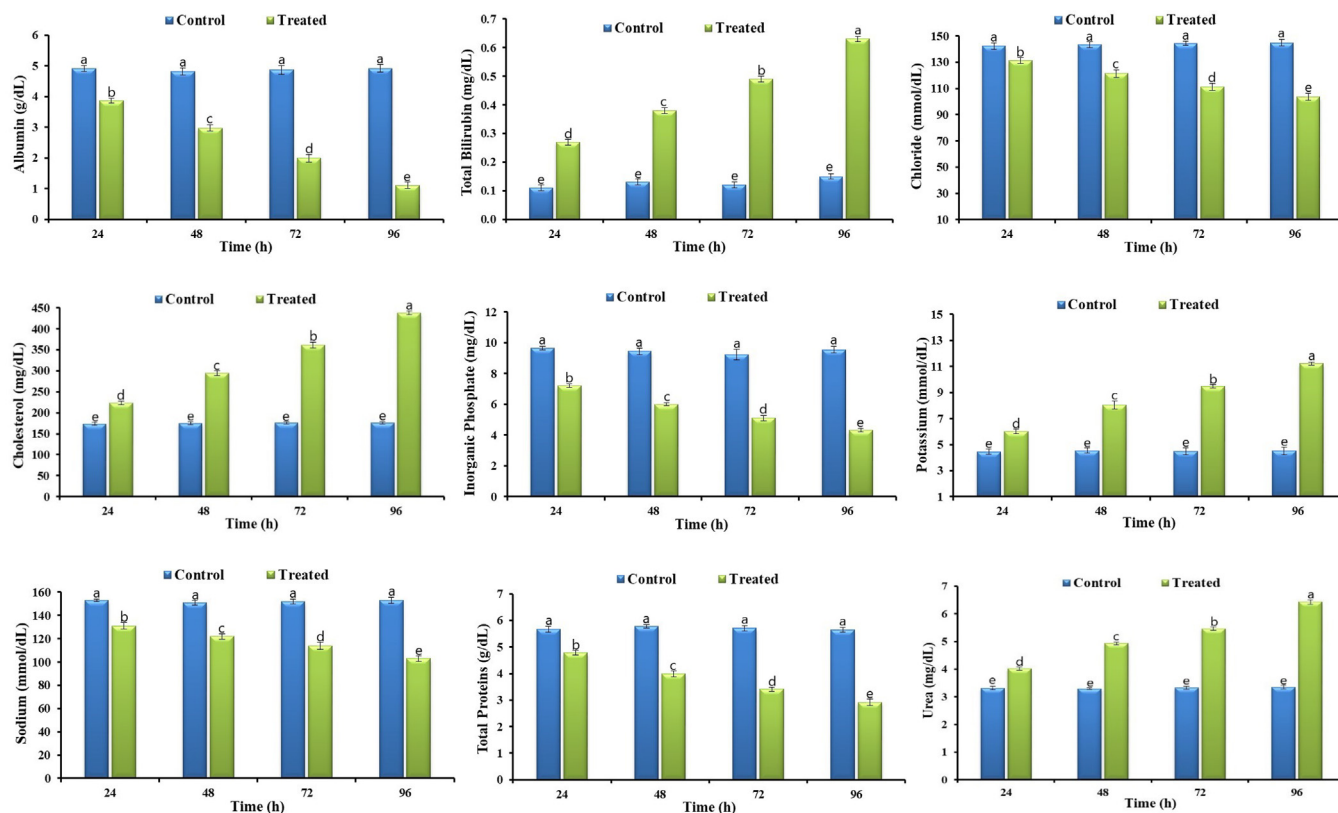 Control Treated
Albumin (g/dL)
6
5
4
3
2
1
0
a a a a
b c d e
24 48 72 96
Time (h)
Control Treated
Total Bilirubin (mg/dL)
0.7
0.6
0.5
0.4
0.3
0.2
0.1
0.0
d c b a
e e e e
24 48 72 96
Time (h)
Control Treated
Chloride (mmol/dL)
150
130
110
90
70
50
30
10
a a a a
b c d e
24 48 72 96
Time (h)
Control Treated
Cholesterol (mg/dL)
450
400
350
300
250
200
150
100
50
0
d c b a
e e e e
24 48 72 96
Time (h)
Control Treated
Inorganic Phosphate (mg/dL)
12
10
8
6
4
2
0
a a a a
b c d e
24 48 72 96
Time (h)
Control Treated
Potassium (mmol/dL)
15
13
11
9
7
5
3
1
d c b a
e e e e
24 48 72 96
Time (h)
Control Treated
Sodium (mmol/dL)
160
140
120
100
80
60
40
20
0
a a a a
b c d e
24 48 72 96
Time (h)
Control Treated
Total Proteins (g/dL)
7
6
5
4
3
2
1
0
a a a a
b c d e
24 48 72 96
Time (h)
Control Treated
Urea (mg/dL)
7
6
5
4
3
2
1
0
d c b a
e e e e
24 48 72 96
Time (h)